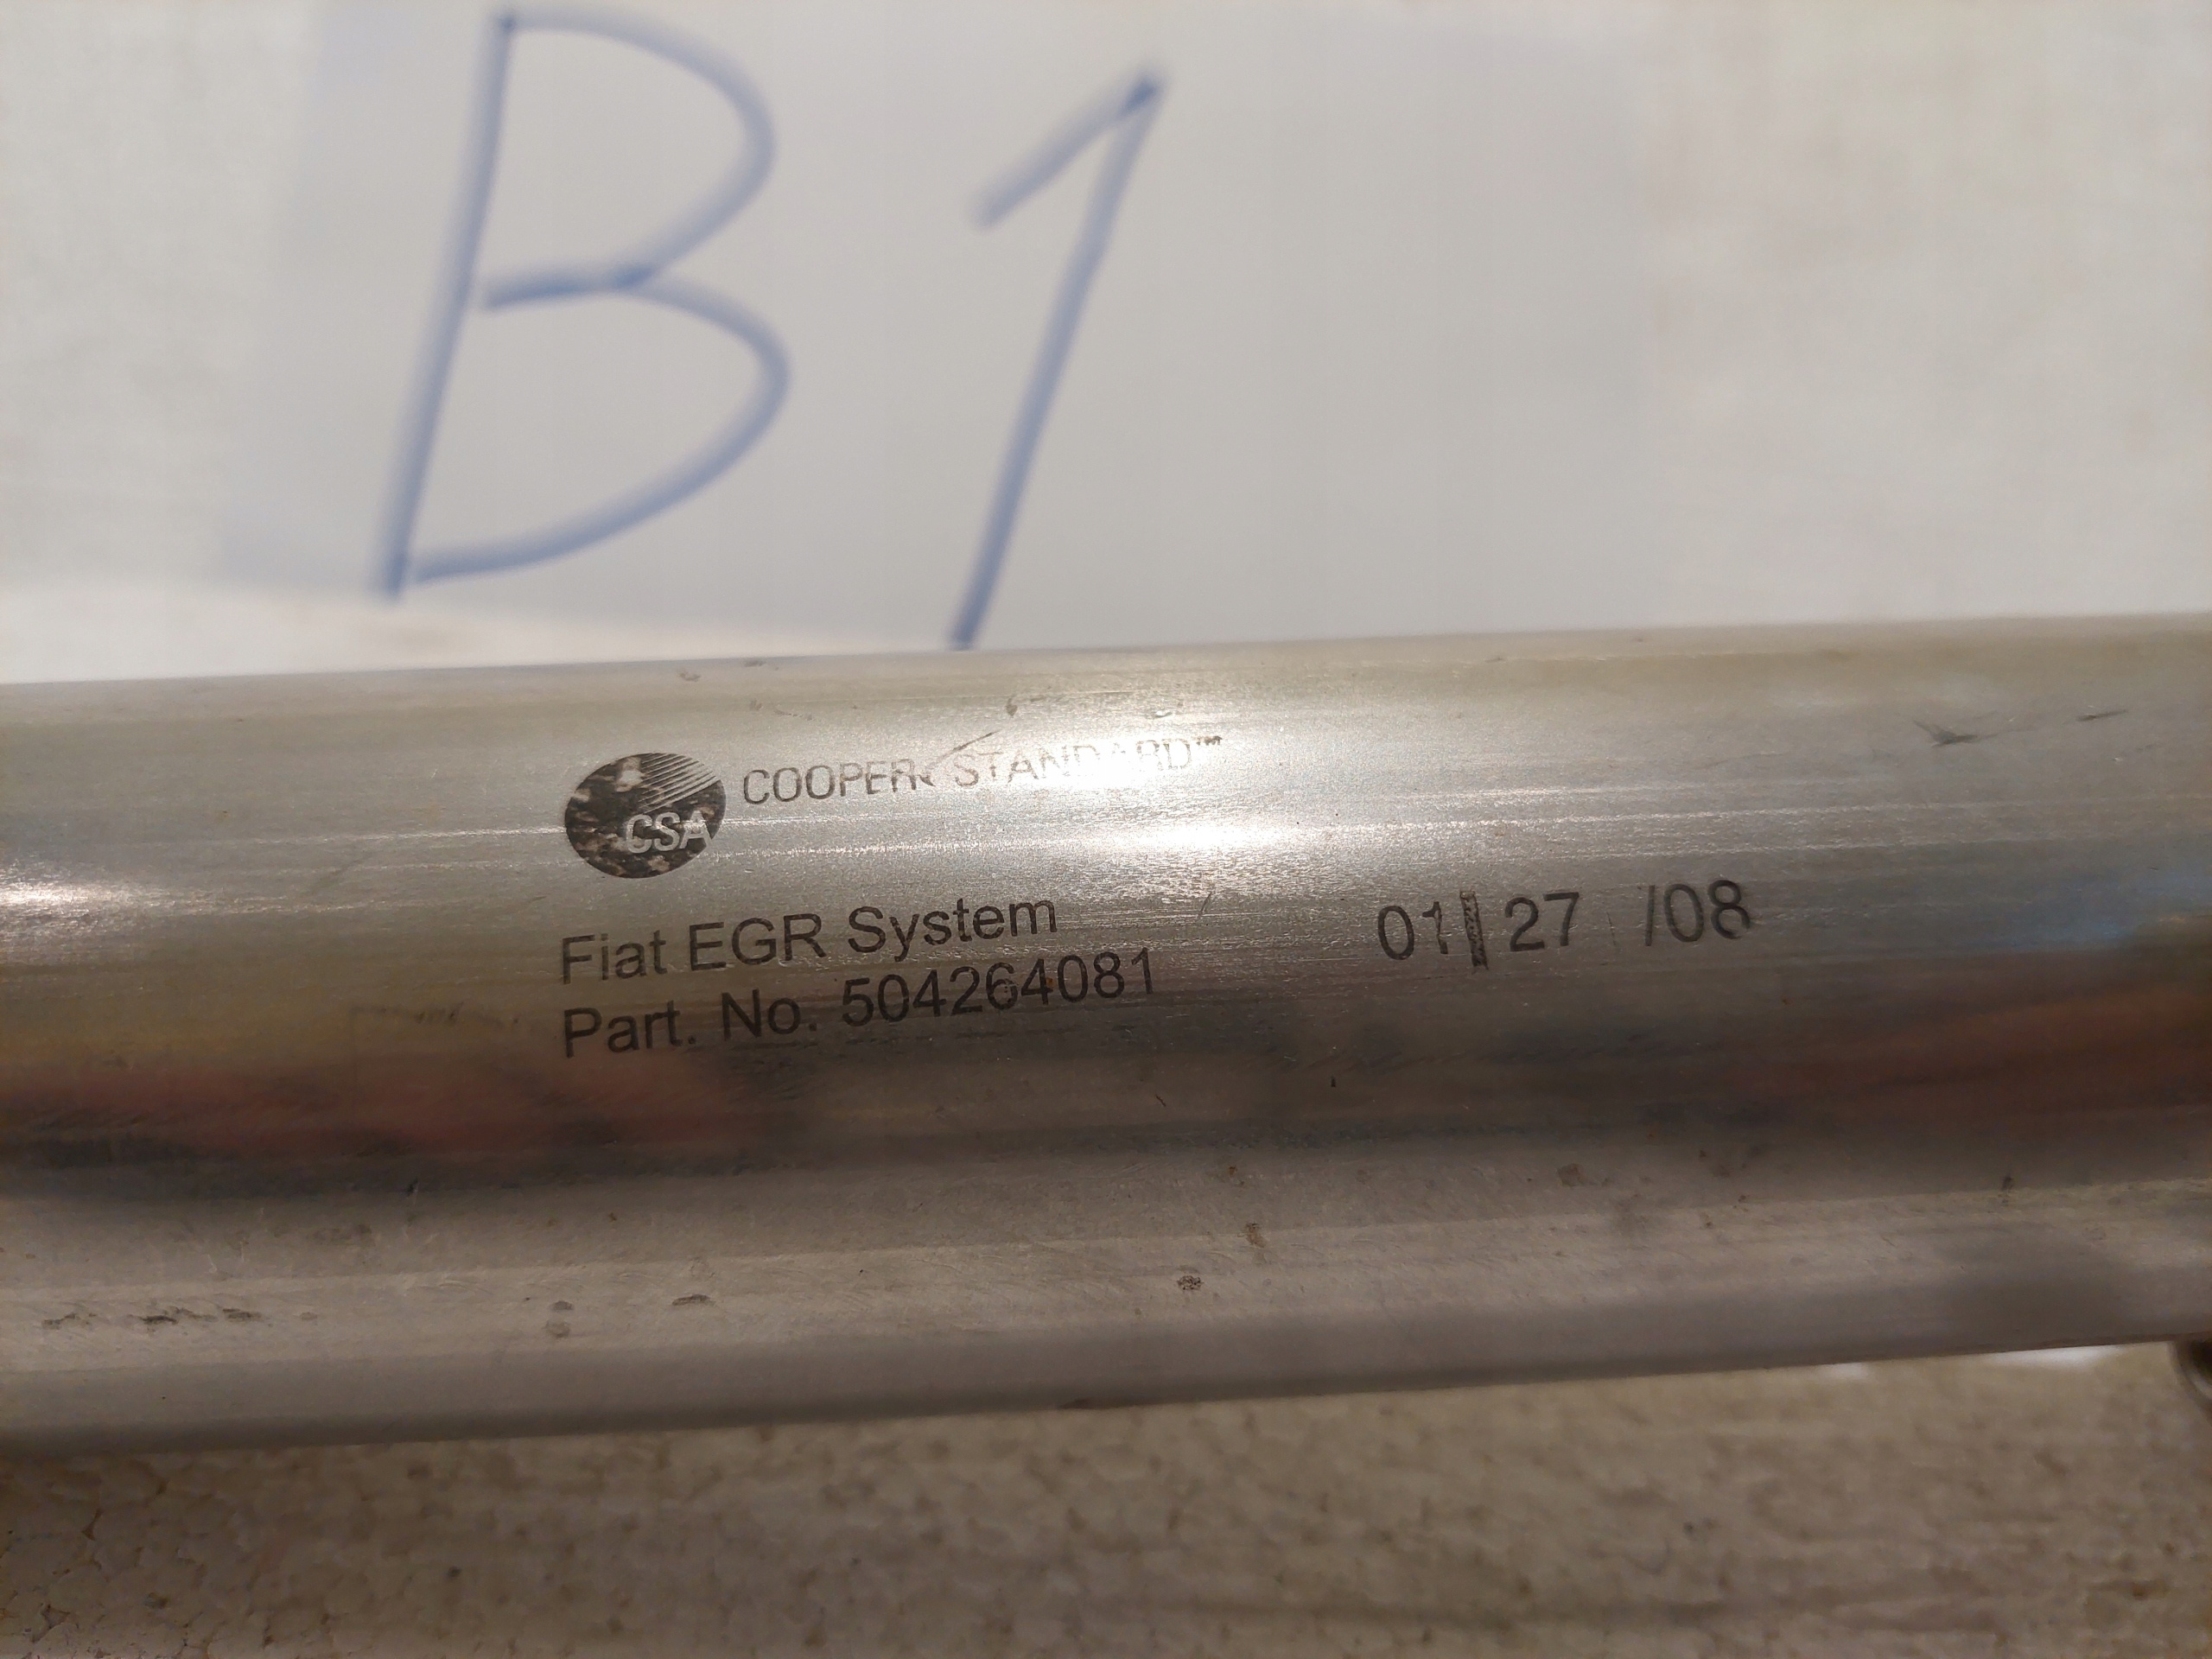 B1
COOPER STANDARD™
CSA
Fiat EGR System
01 27 /08
Part. No. 504264081